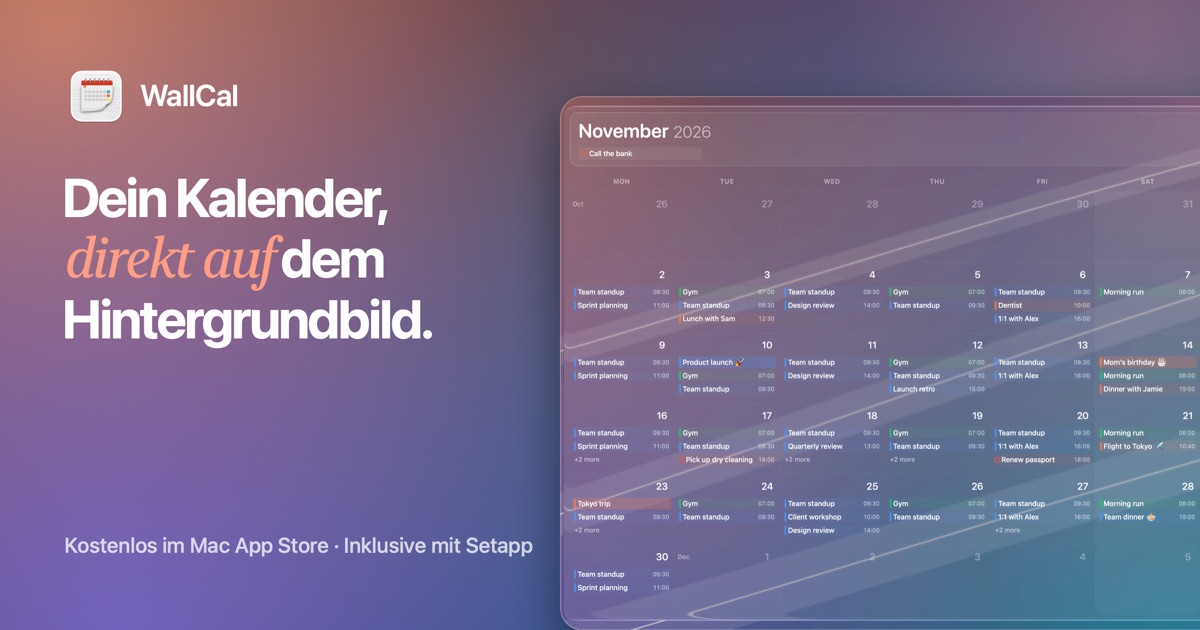 WallCal
Dein Kalender,
direkt auf dem
Hintergrundbild.
Kostenlos im Mac App Store · Inklusive mit Setapp
November 2026
Call the bank
MON TUE WED THU FRI SAT
Oct 26 27 28 29 30 31
2 3 4 5 6 7
Team standup 09:30 Gym 07:00 Team standup 09:30 Gym 07:00 Team standup 09:30 Morning run 08:00
Sprint planning 11:00 Team standup 09:30 Design review 14:00 Team standup 09:30 Dentist 10:00
Lunch with Sam 12:30 1:1 with Alex 16:00
9 10 11 12 13 14
Team standup 09:30 Product launch 🚀 Team standup 09:30 Gym 07:00 Team standup 09:30 Mom's birthday 🎂
Sprint planning 11:00 Gym 07:00 Design review 14:00 Team standup 09:30 1:1 with Alex 16:00 Morning run 08:00
Team standup 09:30 Launch retro 15:00 Dinner with Jamie 19:00
16 17 18 19 20 21
Team standup 09:30 Gym 07:00 Team standup 09:30 Gym 07:00 Team standup 09:30 Morning run 08:00
Sprint planning 11:00 Team standup 09:30 Quarterly review 13:00 Team standup 09:30 1:1 with Alex 16:00 Flight to Tokyo 10:40
+2 more Pick up dry cleaning 18:00 +2 more +2 more Renew passport 18:00
23 24 25 26 27 28
Tokyo trip Gym 07:00 Team standup 09:30 Gym 07:00 Team standup 09:30 Morning run 08:00
Team standup 09:30 Team standup 09:30 Client workshop 10:00 Team standup 09:30 1:1 with Alex 16:00 Team dinner 19:00
+2 more Design review 14:00 +2 more
30 Dec 1 2 3 4 5
Team standup 09:30
Sprint planning 11:00